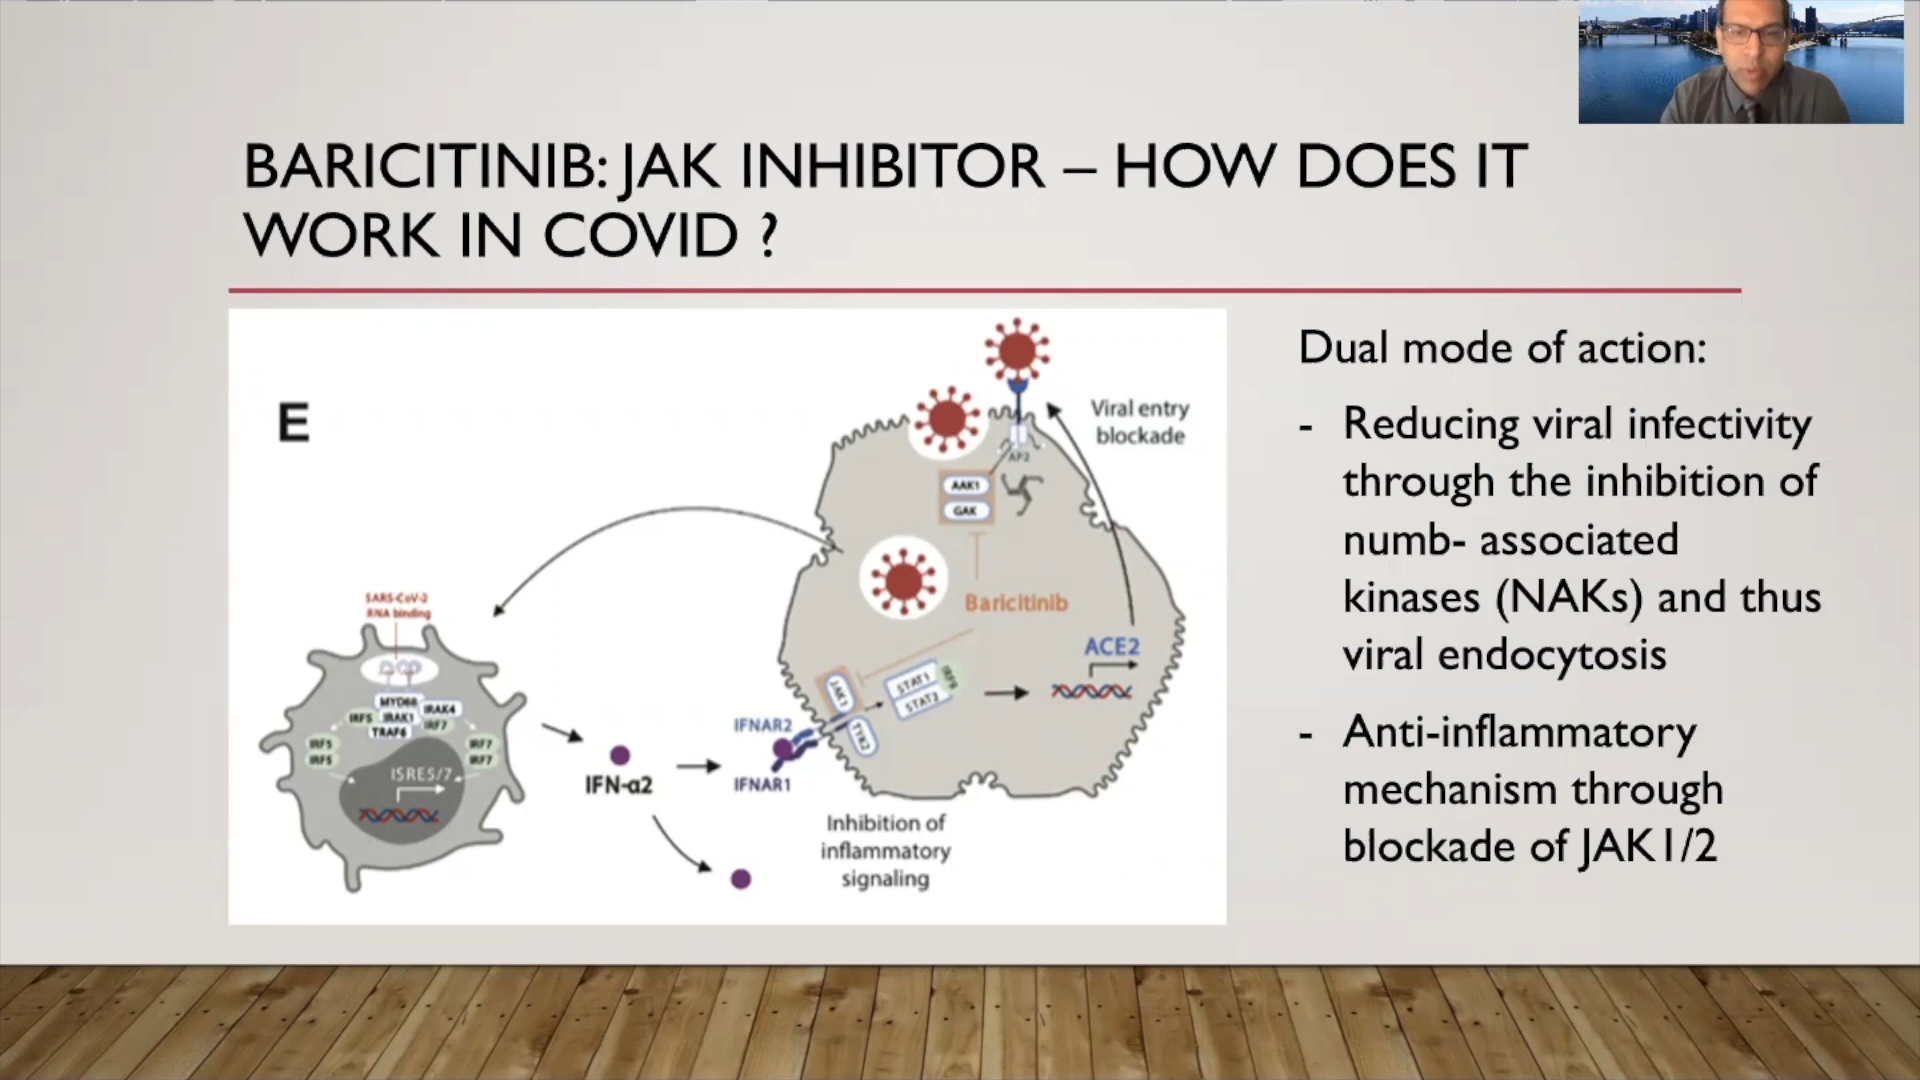 BARICITINIB: JAK INHIBITOR – HOW DOES IT
WORK IN COVID ?
E
Viral entry
blockade
AP2
AAK1
GAK
Baricitinib
ACE2
SARS-CoV-2
RNA binding
MYD88
IRAK4
IRF5
IRAK1
IRF7
TRAF6
IRF5
IRF5
IRF7
IRF7
ISRE5/7
IFN-α2
IFNAR2
IFNAR1
JAK1
TYK2
STAT1
STAT2
IRF9
Inhibition of
inflammatory
signaling
Dual mode of action:
- Reducing viral infectivity
through the inhibition of
numb- associated
kinases (NAKs) and thus
viral endocytosis
- Anti-inflammatory
mechanism through
blockade of JAK1/2